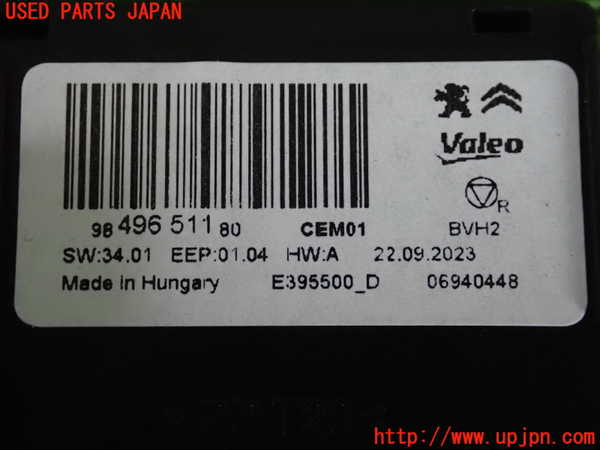 USED PARTS JAPAN
Valeo
R
98 496 511 80 CEM01 BVH2
SW:34.01 EEP:01.04 HW:A 22.09.2023
Made in Hungary E395500_D 06940448
UPJ
http://www.upjpn.com/